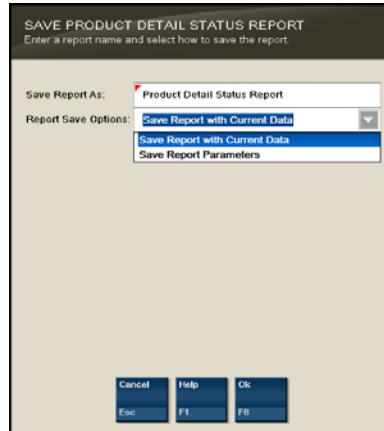 SAVE PRODUCT DETAIL STATUS REPORT
Enter a report name and select how to save the report.
Save Report As: Product Detail Status Report
Report Save Options: Save Report with Current Data
Save Report with Current Data
Save Report Parameters
Cancel Help Ok
Esc F1 F8